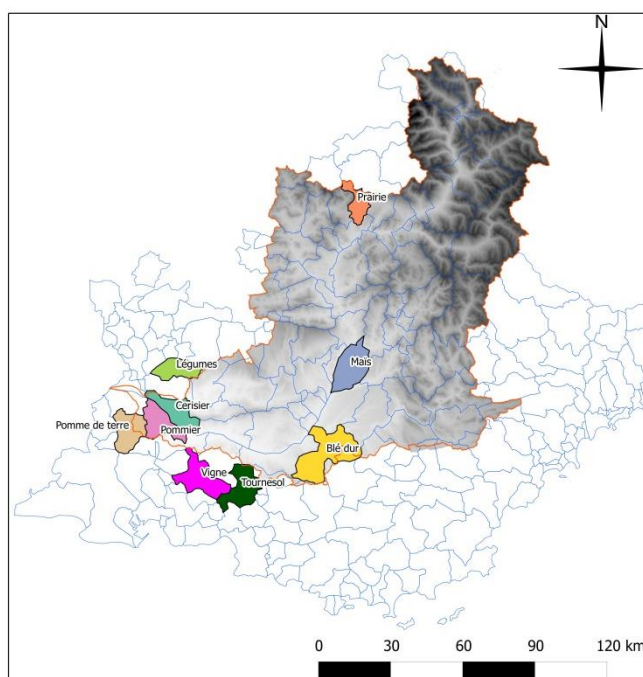 N
Prairie
Maïs
Légumes
Cerisier
Pomme de terre
Pommier
Blé dur
Vigne
Tournesol
0 30 60 90 120 km